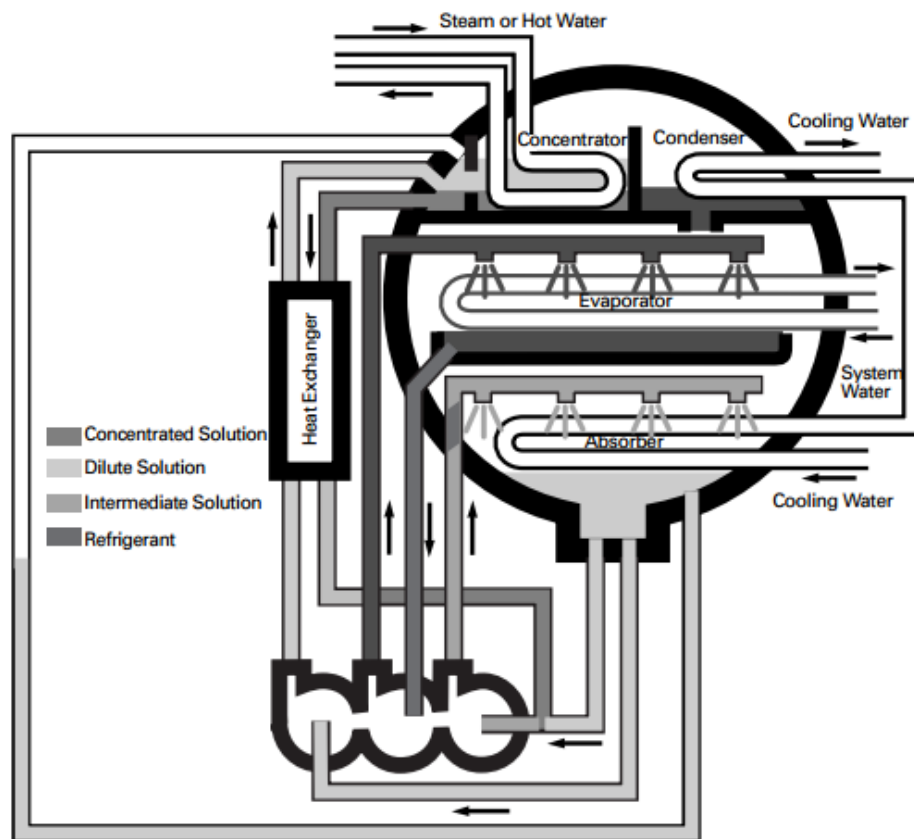 Steam or Hot Water
Cooling Water
Concentrator
Condenser
Evaporator
System
Water
Heat Exchanger
Absorber
Cooling Water
Concentrated Solution
Dilute Solution
Intermediate Solution
Refrigerant